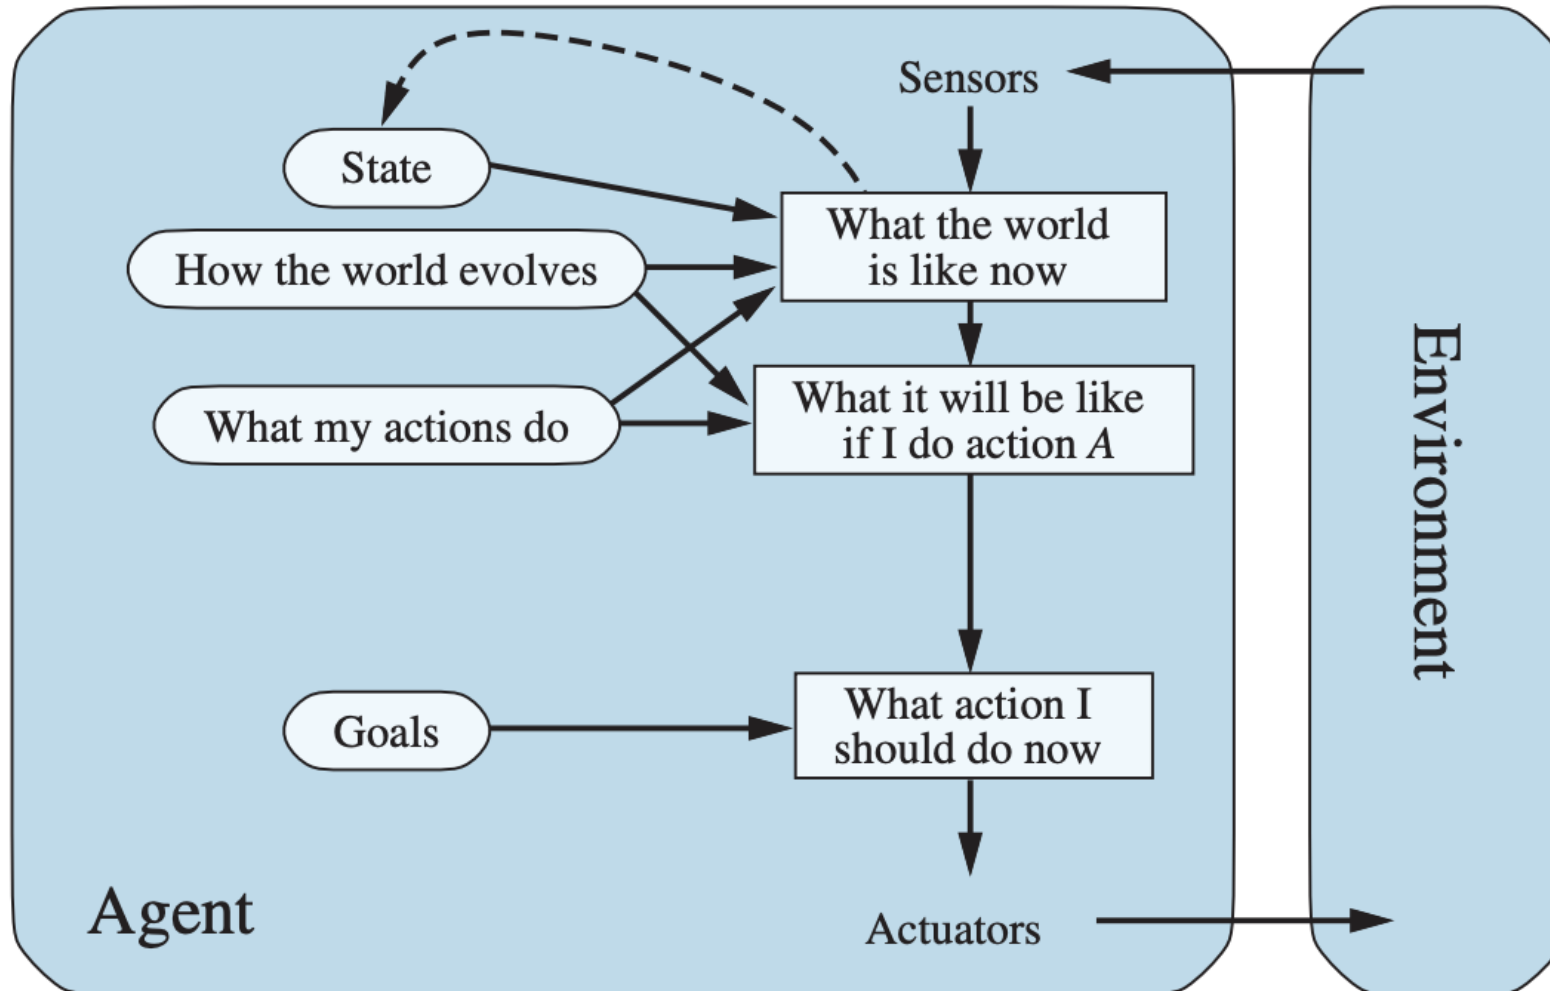 Sensors
State
What the world
is like now
How the world evolves
What my actions do
What it will be like
if I do action A
Goals
What action I
should do now
Agent
Actuators
Environment